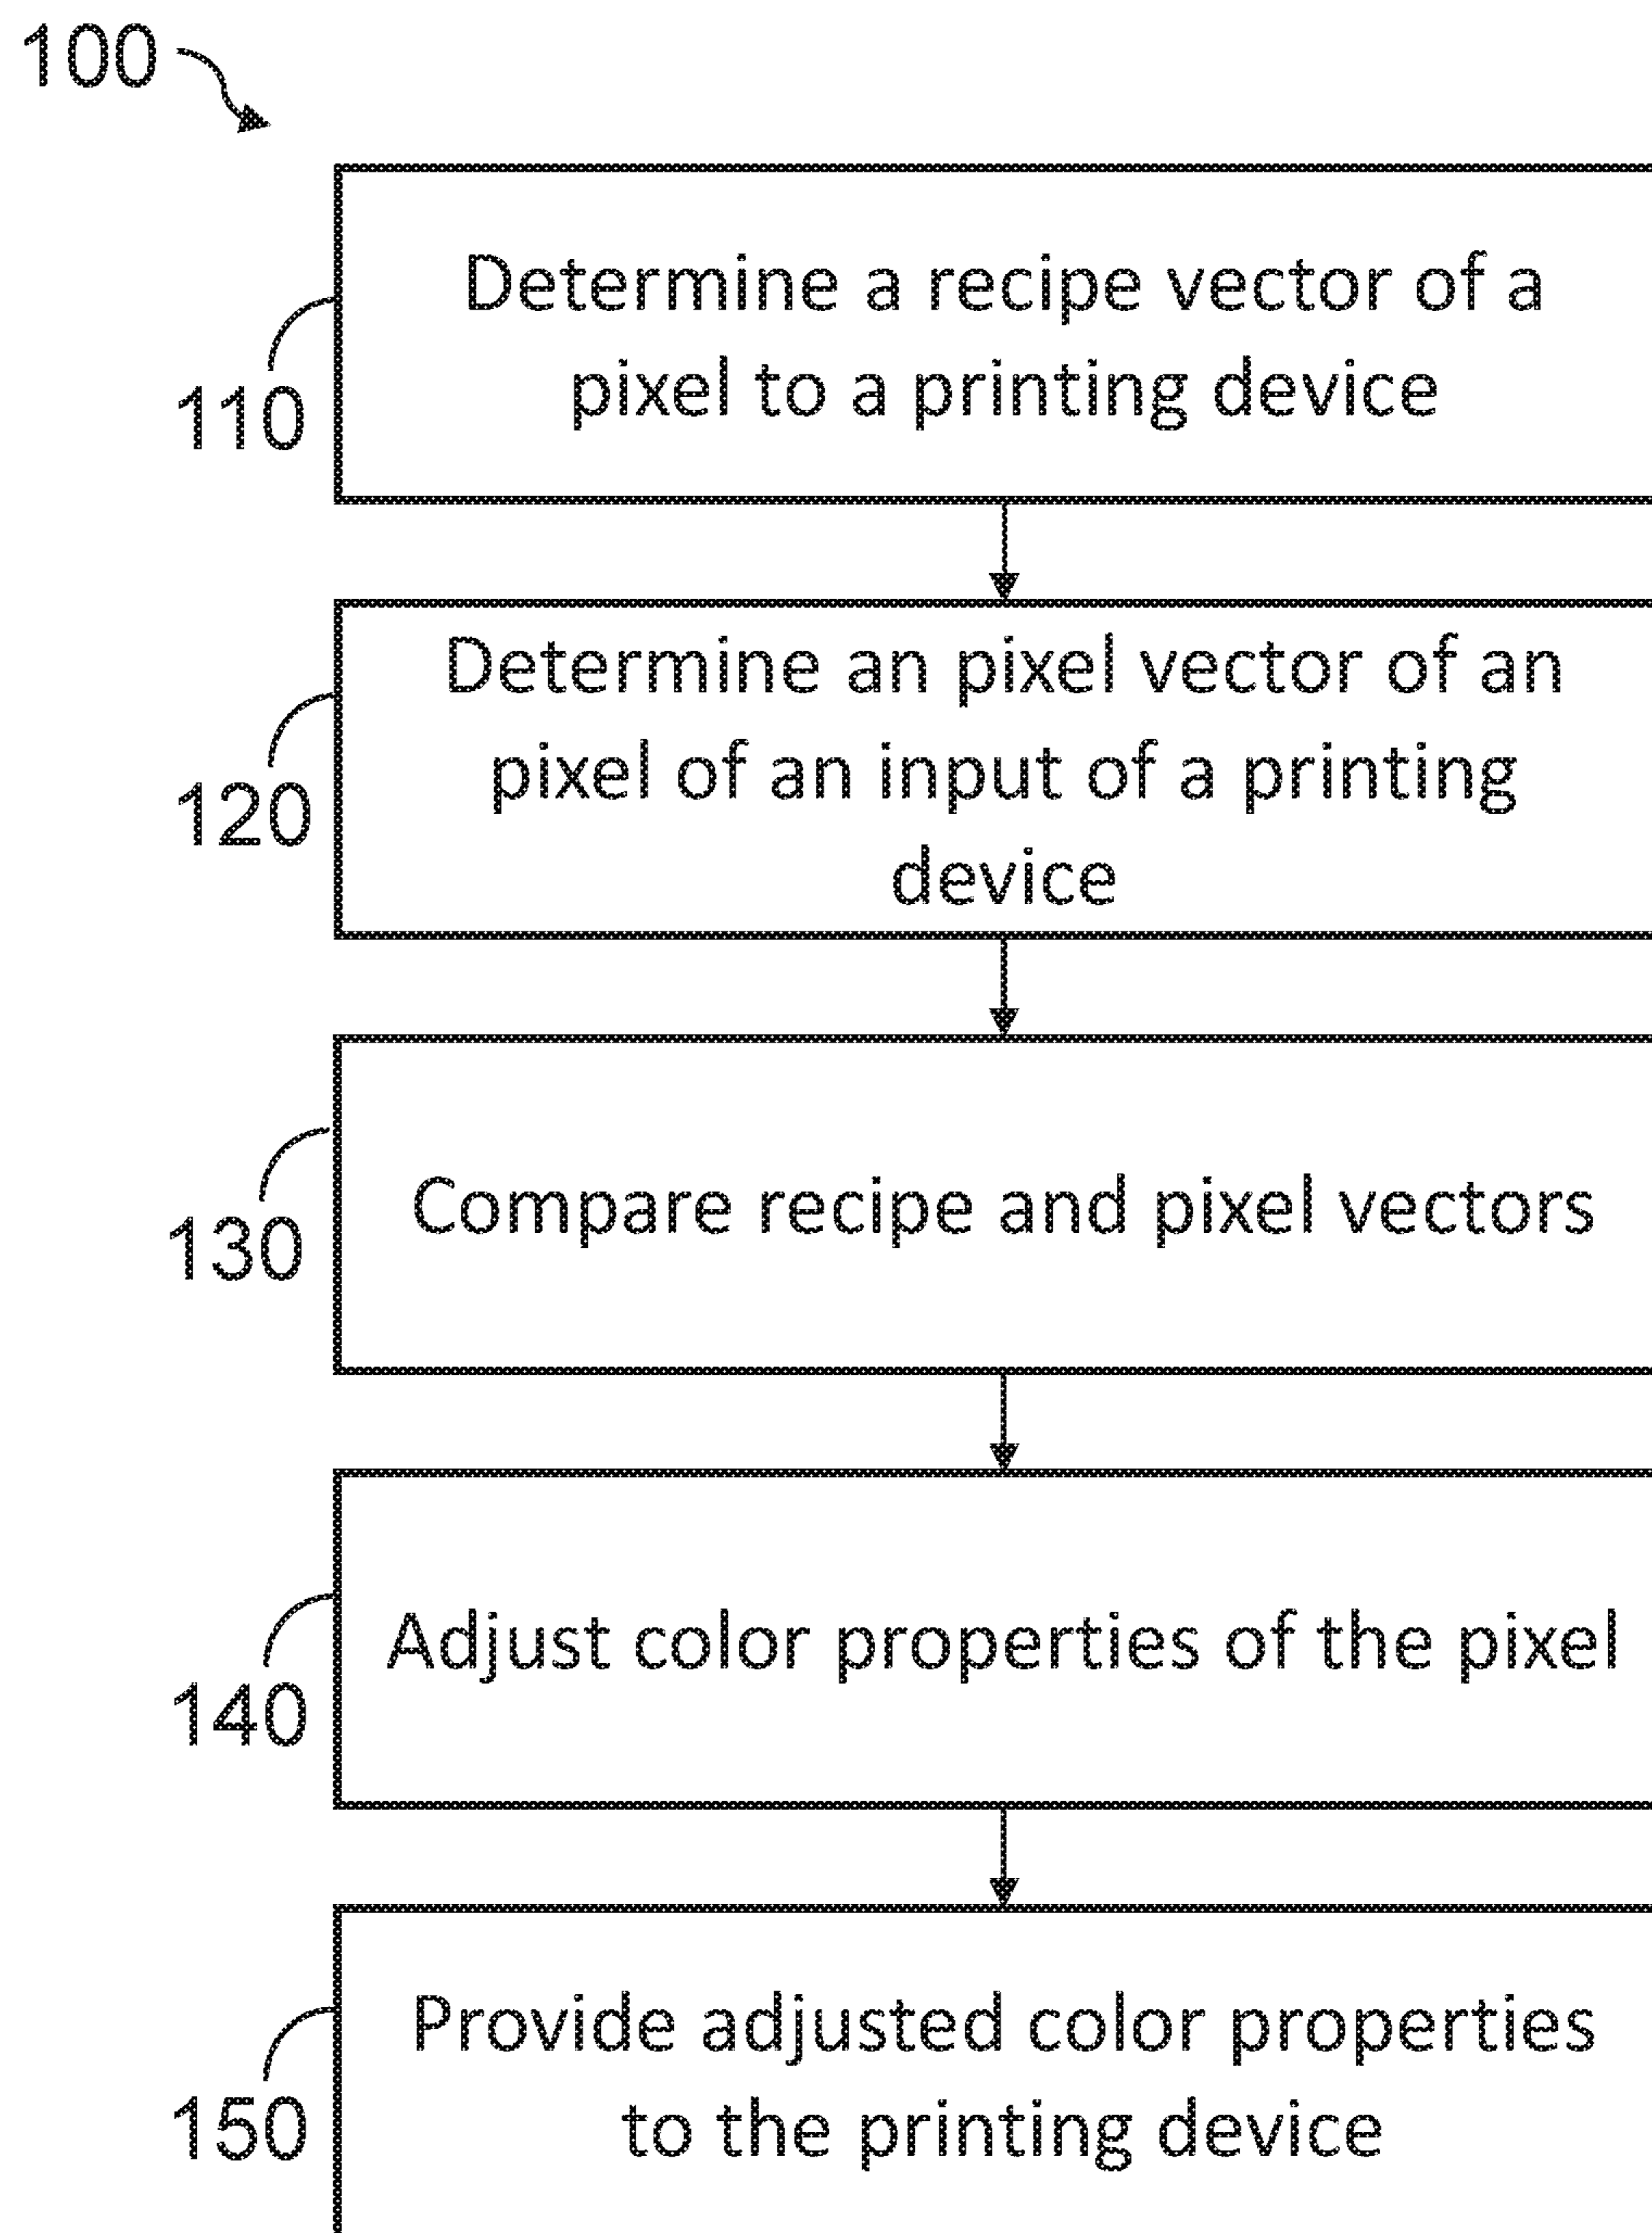 100
Determine a recipe vector of a
pixel to a printing device
110
Determine an pixel vector of an
pixel of an input of a printing
device
120
Compare recipe and pixel vectors
130
Adjust color properties of the pixel
140
Provide adjusted color properties
to the printing device
150